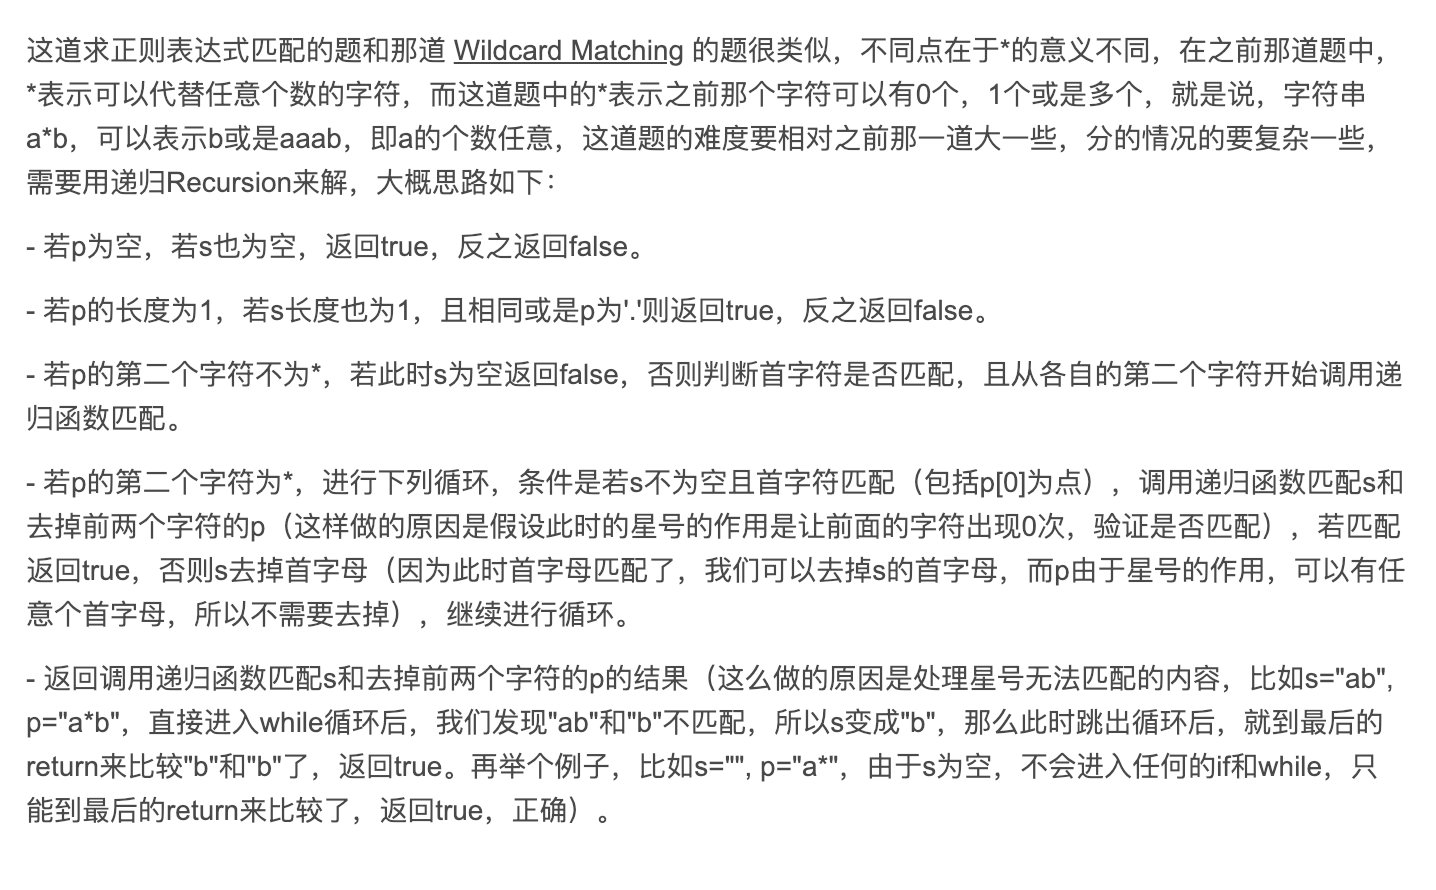 这道求正则表达式匹配的题和那道 Wildcard Matching 的题很类似，不同点在于*的意义不同，在之前那道题中，
*表示可以代替任意个数的字符，而这道题中的*表示之前那个字符可以有0个，1个或是多个，就是说，字符串
a*b，可以表示b或是aaab，即a的个数任意，这道题的难度要相对之前那一道大一些，分的情况的要复杂一些，
需要用递归Recursion来解，大概思路如下：
- 若p为空，若s也为空，返回true，反之返回false。
- 若p的长度为1，若s长度也为1，且相同或是p为'.'则返回true，反之返回false。
- 若p的第二个字符不为*，若此时s为空返回false，否则判断首字符是否匹配，且从各自的第二个字符开始调用递
归函数匹配。
- 若p的第二个字符为*，进行下列循环，条件是若s不为空且首字符匹配（包括p[0]为点），调用递归函数匹配s和
去掉前两个字符的p（这样做的原因是假设此时的星号的作用是让前面的字符出现0次，验证是否匹配），若匹配
返回true，否则s去掉首字母（因为此时首字母匹配了，我们可以去掉s的首字母，而p由于星号的作用，可以有任
意个首字母，所以不需要去掉），继续进行循环。
- 返回调用递归函数匹配s和去掉前两个字符的p的结果（这么做的原因是处理星号无法匹配的内容，比如s="ab",
p="a*b"，直接进入while循环后，我们发现"ab"和"b"不匹配，所以s变成"b"，那么此时跳出循环后，就到最后的
return来比较"b"和"b"了，返回true。再举个例子，比如s="", p="a*"，由于s为空，不会进入任何的if和while，只
能到最后的return来比较了，返回true，正确）。